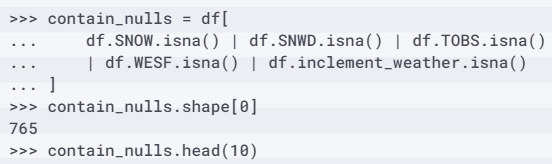 >>> contain_nulls = df[
...     df.SNOW.isna() | df.SNWD.isna() | df.TOBS.isna()
...     | df.WESF.isna() | df.inclement_weather.isna()
... ]
>>> contain_nulls.shape[0]
765
>>> contain_nulls.head(10)